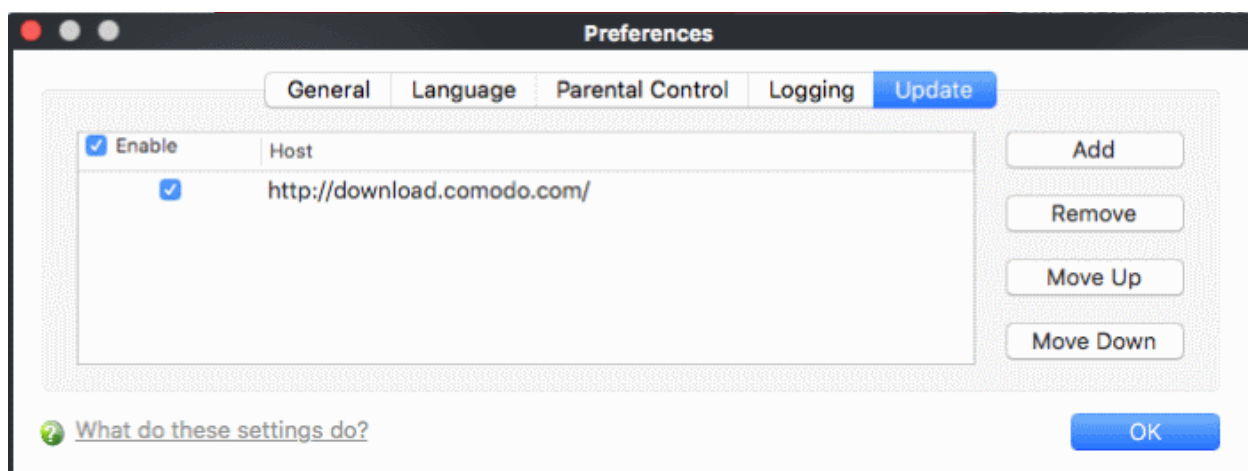 Preferences
General Language Parental Control Logging Update
Enable Host Add
http://download.comodo.com/
Remove
Move Up
Move Down
What do these settings do? OK